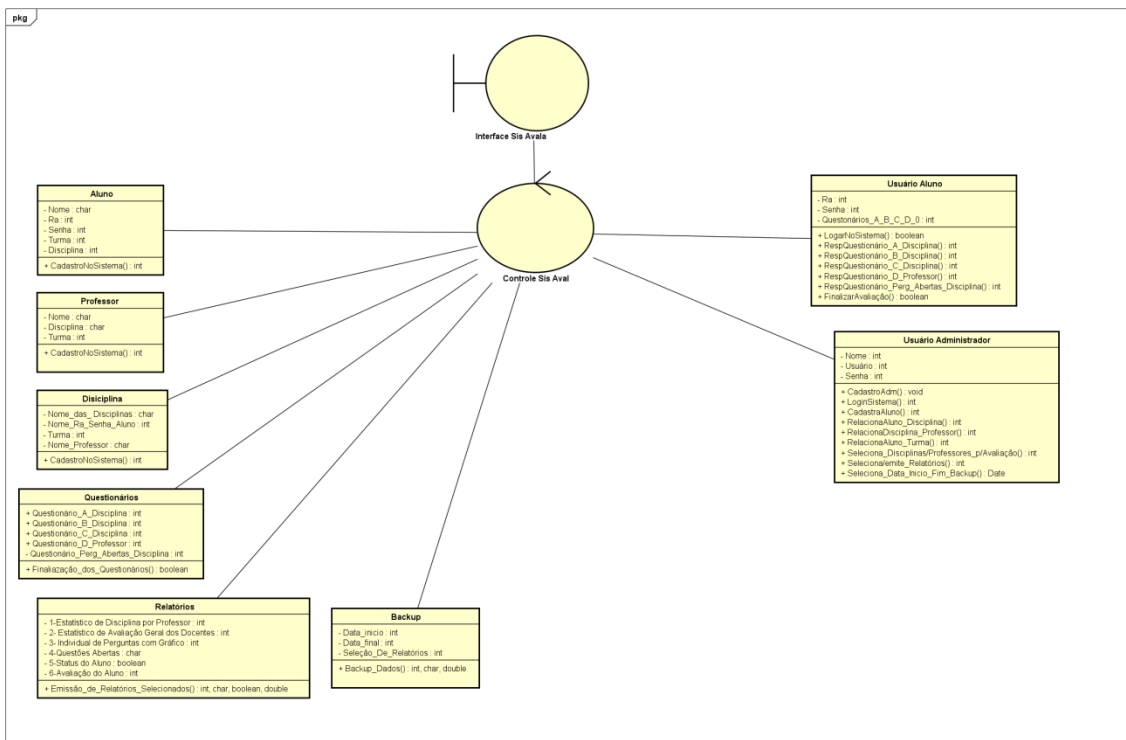 pkg
Interface Sis Avala
Controle Sis Aval
Aluno
- Nome : char
- Ra : int
- Senha : int
- Turma : int
- Disciplina : int
+ CadastroNoSistema() : int
Professor
- Nome : char
- Disciplina : char
- Turma : int
+ CadastroNoSistema() : int
Disiciplina
- Nome_das_ Disciplinas : char
- Nome_Ra_Senha_Aluno : int
- Turma : int
- Nome_Professor : char
+ CadastroNoSistema() : int
Questionários
+ Questionário_A_Disciplina : int
+ Questionário_B_Disciplina : int
+ Questionário_C_Disciplina : int
+ Questionário_D_Professor : int
- Questionário_Perg_Abertas_Disciplina : int
+ Finaliazação_dos_Questionários() : boolean
Relatórios
- 1-Estatístico de Disciplina por Professor : int
- 2- Estatístico de Avaliação Geral dos Docentes : int
- 3- Individual de Perguntas com Gráfico : int
- 4-Questões Abertas : char
- 5-Status do Aluno : boolean
- 6-Avaliação do Aluno : int
+ Emissão_de_Relatórios_Selecionados() : int, char, boolean, double
Backup
- Data_inicio : int
- Data_final : int
- Seleção_De_Relatórios : int
+ Backup_Dados() : int, char, double
Usuário Aluno
- Ra : int
- Senha : int
- Questonários_A_B_C_D_0 : int
+ LogarNoSistema() : boolean
+ RespQuestionário_A_Disciplina() : int
+ RespQuestionário_B_Disciplina() : int
+ RespQuestionário_C_Disciplina() : int
+ RespQuestionário_D_Professor() : int
+ RespQuestionário_Perg_Abertas_Disciplina() : int
+ FinalizarAvaliação() : boolean
Usuário Administrador
- Nome : int
- Usuário : int
- Senha : int
+ CadastroAdm() : void
+ LoginSistema() : int
+ CadastraAluno() : int
+ RelacionaAluno_Disciplina() : int
+ RelacionaDisciplina_Professor() : int
+ RelacionaAluno_Turma() : int
+ Seleciona_Disciplinas/Professores_p/Avaliação() : int
+ Seleciona/emite_Relatórios() : int
+ Seleciona_Data_Inicio_Fim_Backup() : Date